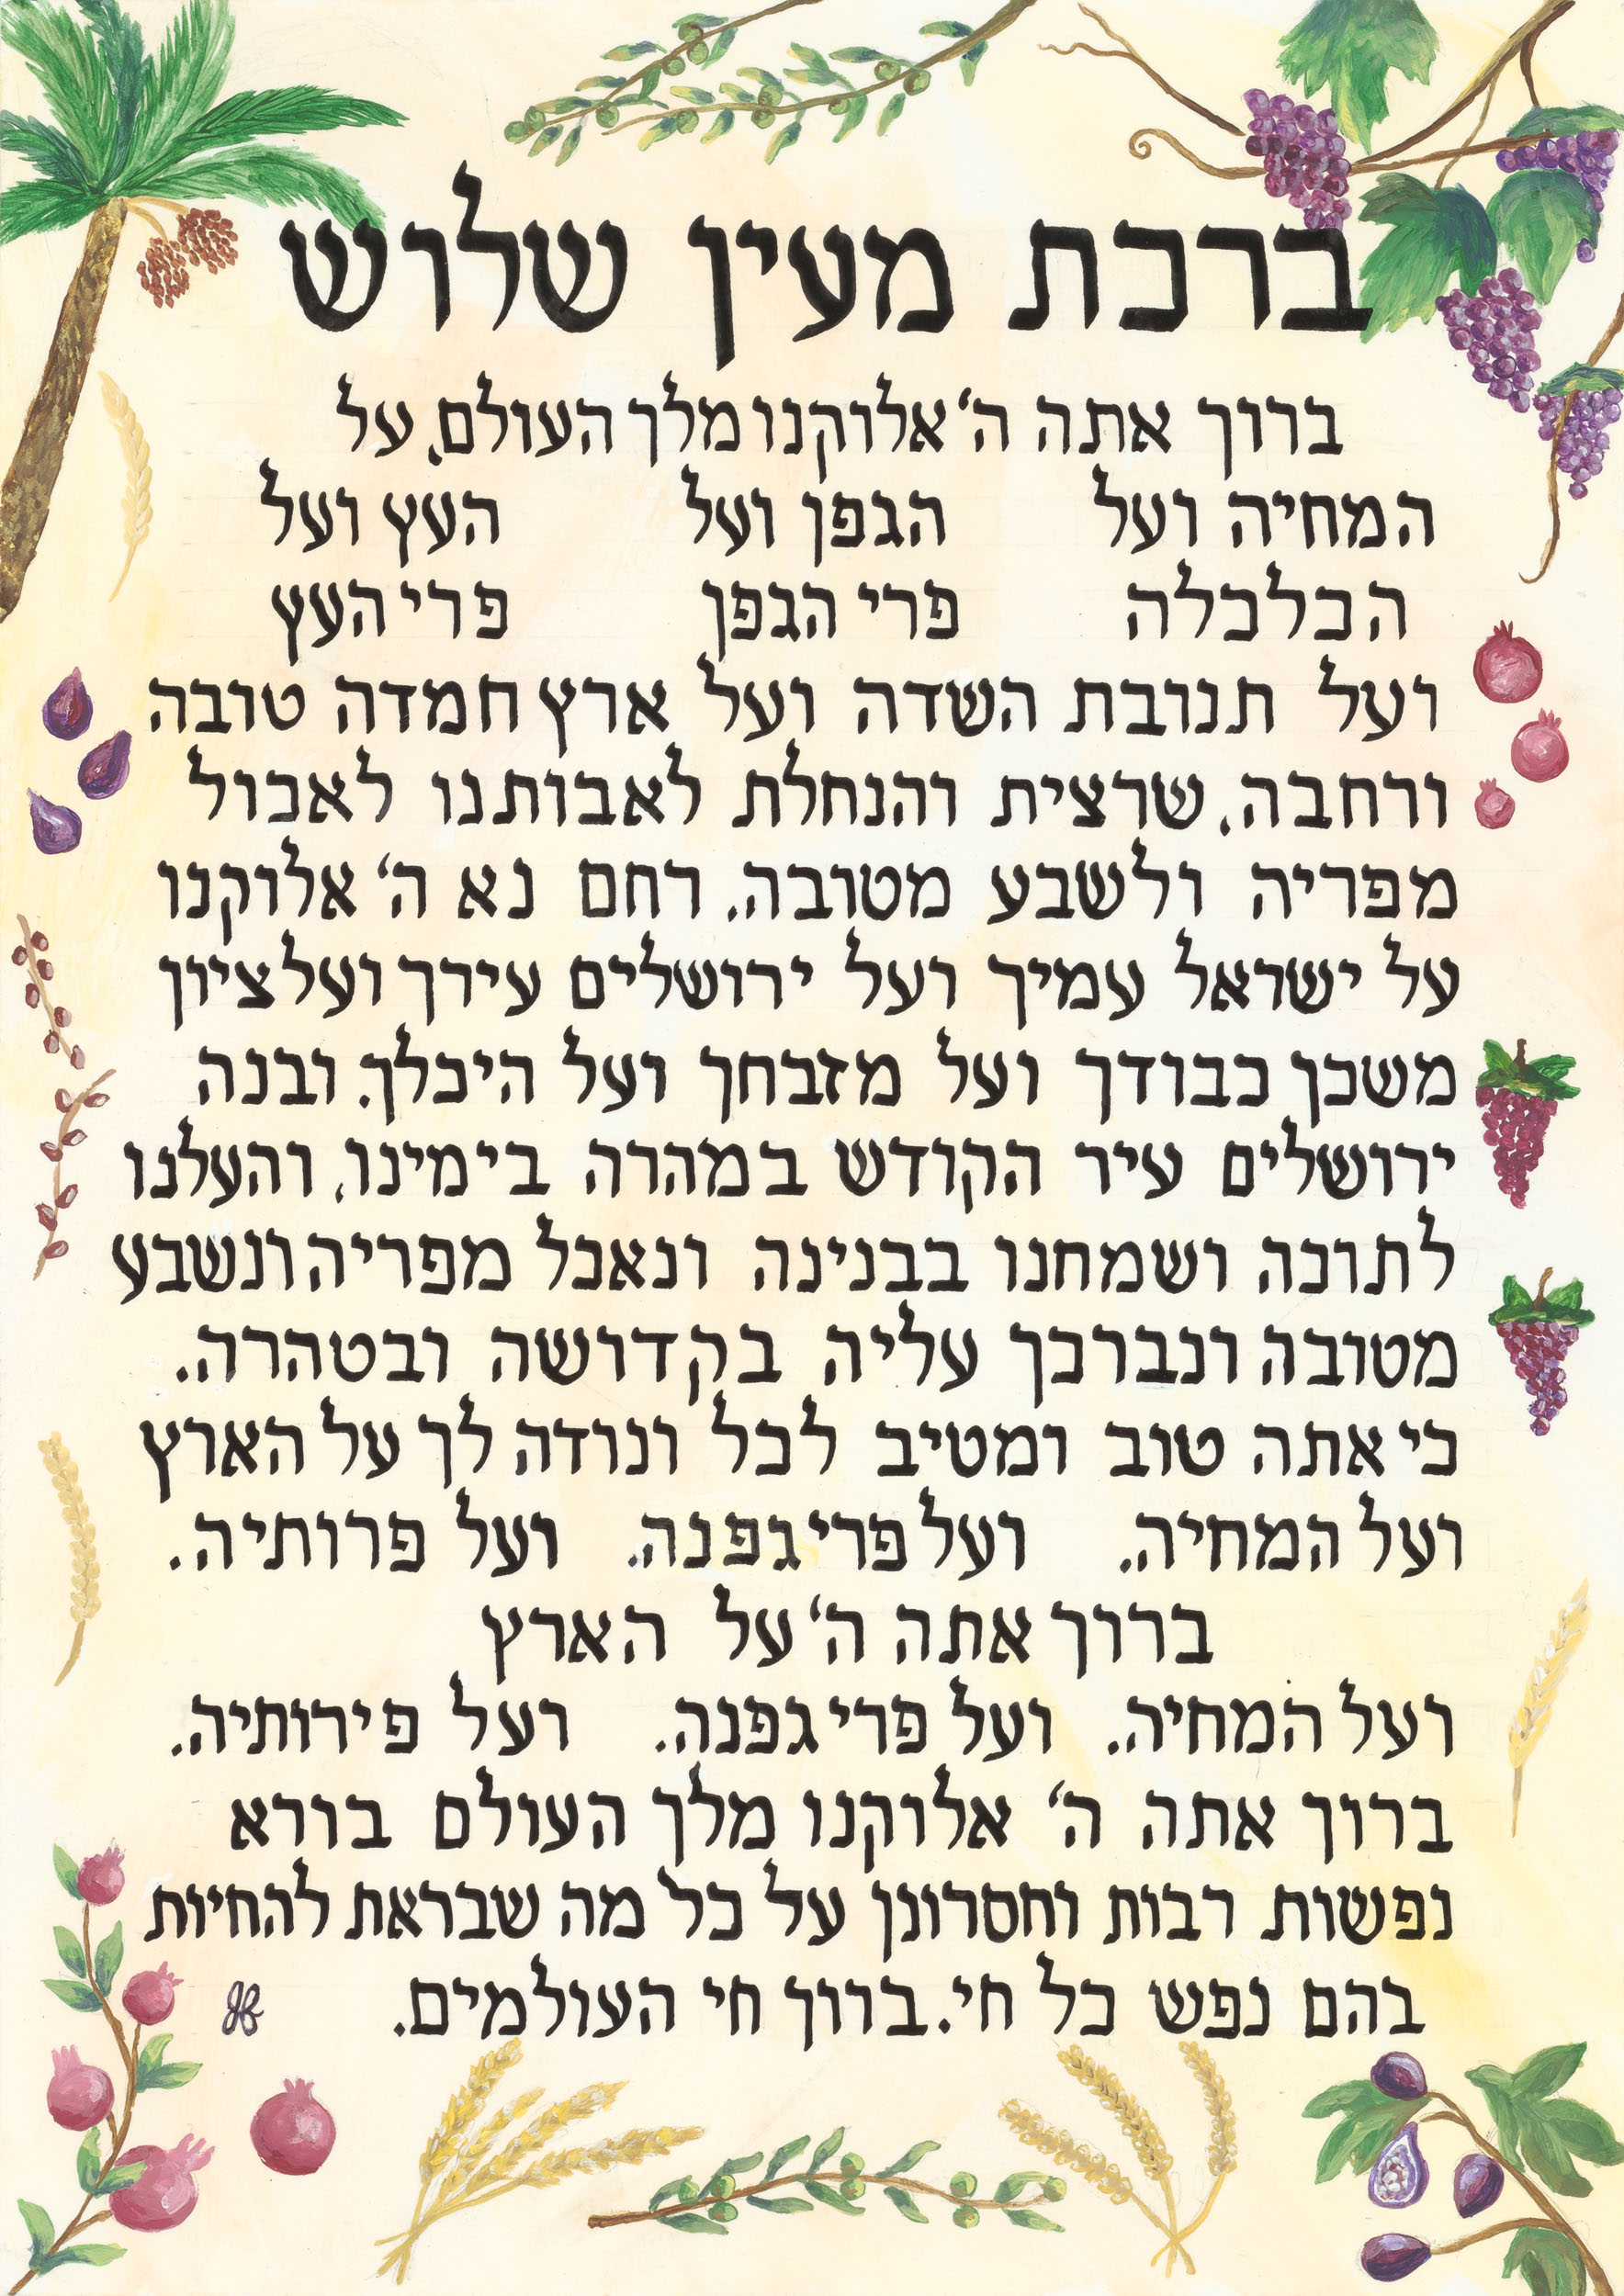 ברכת מעין שלוש
ברוך אתה ה' אלוקנו מלך העולם, על
המחיה ועל הגפן ועל העץ ועל
הכלכלה פרי הגפן פרי העץ
ועל תנובת השדה ועל ארץ חמדה טובה
ורחבה, שרצית והנחלת לאבותנו לאכול
מפריה ולשבע מטובה. רחם נא ה' אלוקנו
על ישראל עמיך ועל ירושלים עירך ועל ציון
משכן כבודך ועל מזבחך ועל היכלך. ובנה
ירושלים עיר הקודש במהרה בימינו, והעלנו
לתוכה ושמחנו בבנינה ונאכל מפריה ונשבע
מטובה ונברכך עליה בקדושה ובטהרה.
כי אתה טוב ומטיב לכל ונודה לך על הארץ
ועל המחיה. ועל פרי גפנה. ועל פרותיה.
ברוך אתה ה' על הארץ
ועל המחיה. ועל פרי גפנה. ועל פירותיה.
ברוך אתה ה' אלוקנו מלך העולם בורא
נפשות רבות וחסרונן על כל מה שבראת להחיות
בהם נפש כל חי. ברוך חי העולמים.